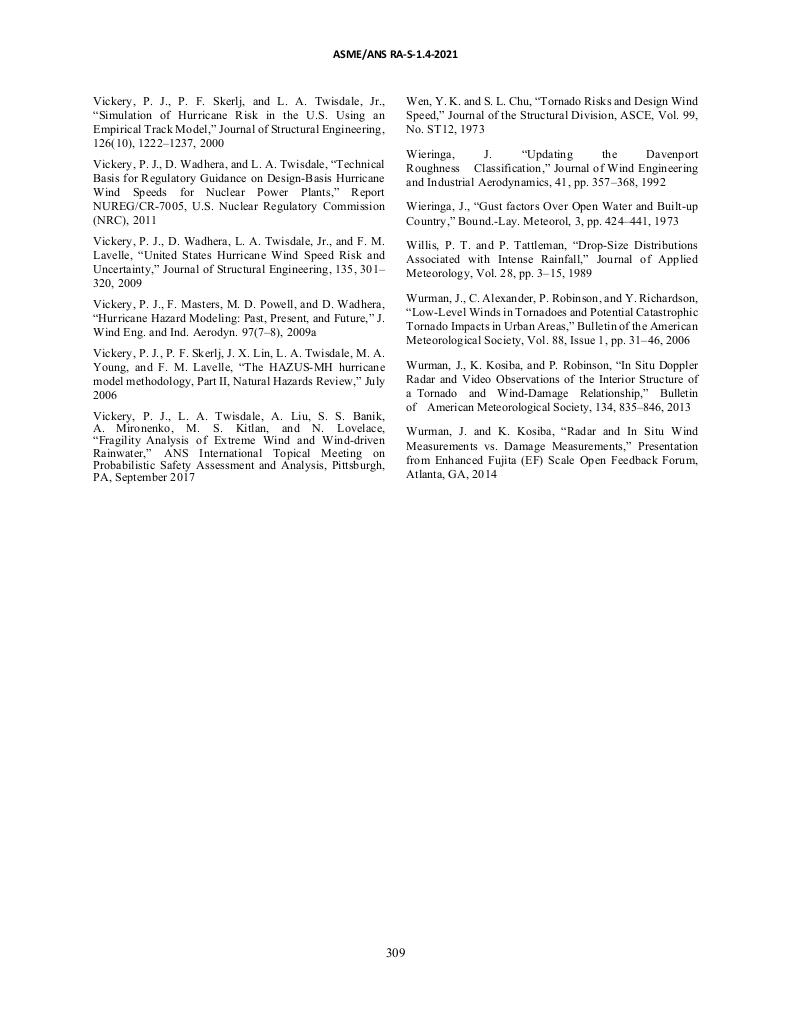 ASME/ANS RA-S-1.4-2021
Vickery, P. J., P. F. Skerlj, and L. A. Twisdale, Jr.,
“Simulation of Hurricane Risk in the U.S. Using an
Empirical Track Model,” Journal of Structural Engineering,
126(10), 1222–1237, 2000
Vickery, P. J., D. Wadhera, and L. A. Twisdale, “Technical
Basis for Regulatory Guidance on Design-Basis Hurricane
Wind Speeds for Nuclear Power Plants,” Report
NUREG/CR-7005, U.S. Nuclear Regulatory Commission
(NRC), 2011
Vickery, P. J., D. Wadhera, L. A. Twisdale, Jr., and F. M.
Lavelle, “United States Hurricane Wind Speed Risk and
Uncertainty,” Journal of Structural Engineering, 135, 301–
320, 2009
Vickery, P. J., F. Masters, M. D. Powell, and D. Wadhera,
“Hurricane Hazard Modeling: Past, Present, and Future,” J.
Wind Eng. and Ind. Aerodyn. 97(7–8), 2009a
Vickery, P. J., P. F. Skerlj, J. X. Lin, L. A. Twisdale, M. A.
Young, and F. M. Lavelle, “The HAZUS-MH hurricane
model methodology, Part II, Natural Hazards Review,” July
2006
Vickery, P. J., L. A. Twisdale, A. Liu, S. S. Banik,
A. Mironenko, M. S. Kitlan, and N. Lovelace,
“Fragility Analysis of Extreme Wind and Wind-driven
Rainwater,” ANS International Topical Meeting on
Probabilistic Safety Assessment and Analysis, Pittsburgh,
PA, September 2017
Wen, Y. K. and S. L. Chu, “Tornado Risks and Design Wind
Speed,” Journal of the Structural Division, ASCE, Vol. 99,
No. ST12, 1973
Wieringa, J. “Updating the Davenport
Roughness Classification,” Journal of Wind Engineering
and Industrial Aerodynamics, 41, pp. 357–368, 1992
Wieringa, J., “Gust factors Over Open Water and Built-up
Country,” Bound.-Lay. Meteorol, 3, pp. 424–441, 1973
Willis, P. T. and P. Tattleman, “Drop-Size Distributions
Associated with Intense Rainfall,” Journal of Applied
Meteorology, Vol. 28, pp. 3–15, 1989
Wurman, J., C. Alexander, P. Robinson, and Y. Richardson,
“Low-Level Winds in Tornadoes and Potential Catastrophic
Tornado Impacts in Urban Areas,” Bulletin of the American
Meteorological Society, Vol. 88, Issue 1, pp. 31–46, 2006
Wurman, J., K. Kosiba, and P. Robinson, “In Situ Doppler
Radar and Video Observations of the Interior Structure of
a Tornado and Wind-Damage Relationship,” Bulletin
of American Meteorological Society, 134, 835–846, 2013
Wurman, J. and K. Kosiba, “Radar and In Situ Wind
Measurements vs. Damage Measurements,” Presentation
from Enhanced Fujita (EF) Scale Open Feedback Forum,
Atlanta, GA, 2014
309